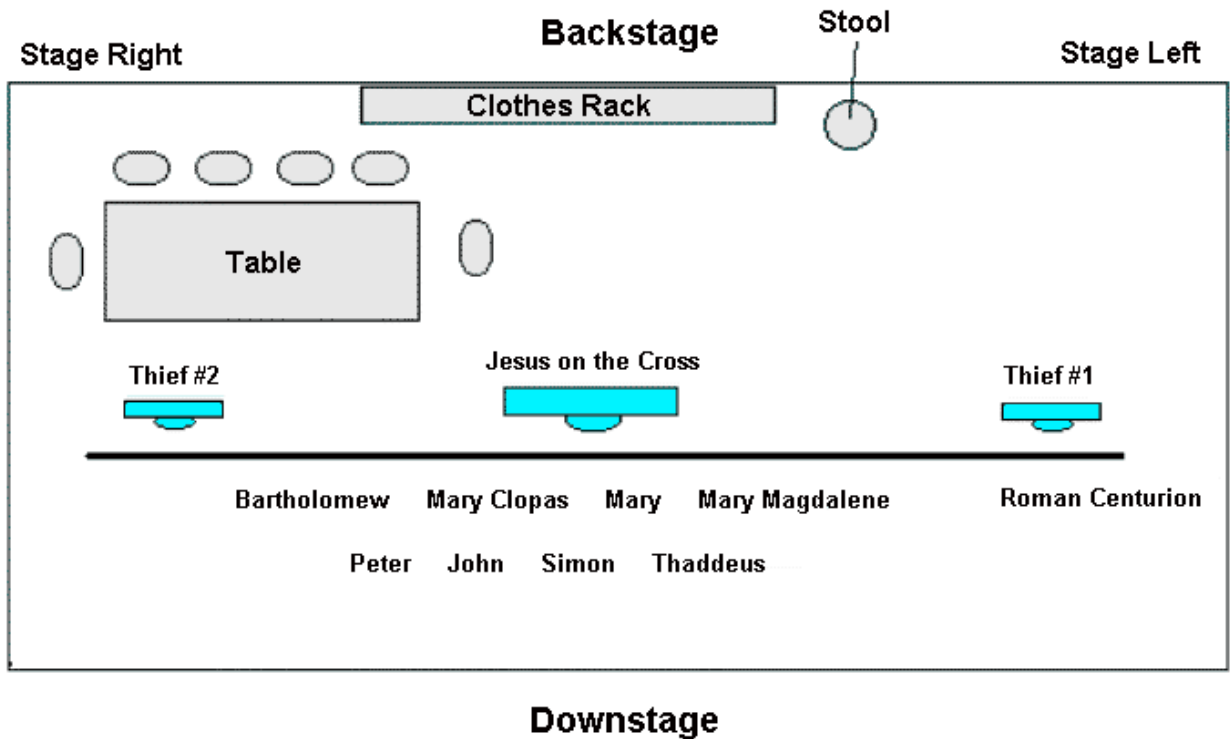 Backstage
Stool
Stage Right
Stage Left
Clothes Rack
Table
Jesus on the Cross
Thief #2
Thief #1
Bartholomew Mary Clopas Mary Mary Magdalene Roman Centurion
Peter John Simon Thaddeus
Downstage